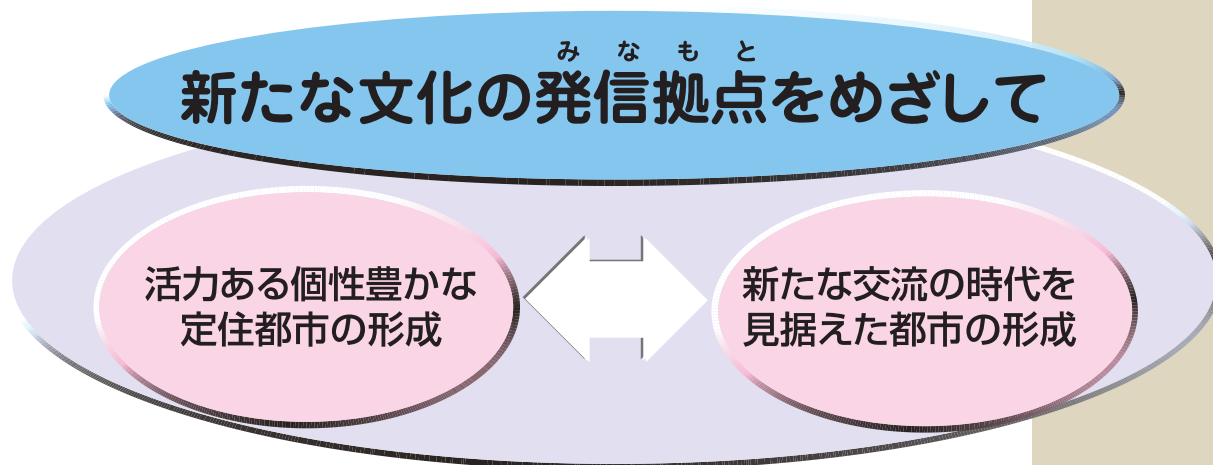 みなもと
新たな文化の発信拠点をめざして
活力ある個性豊かな
定住都市の形成
新たな交流の時代を
見据えた都市の形成